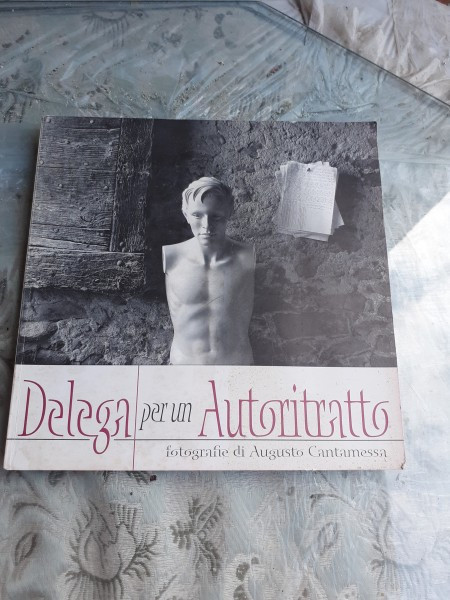 Delega per un Autoritratto
fotografie di Augusto Cantamessa